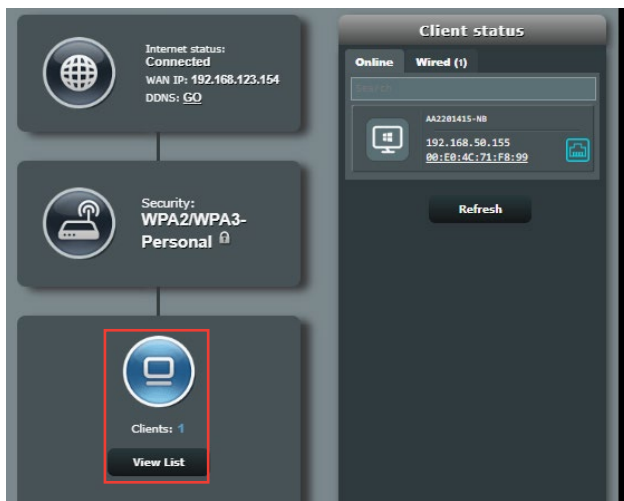 Internet status:
Connected
WAN IP: 192.168.123.154
DDNS: GO
Security:
WPA2/WPA3-
Personal
Clients: 1
View List
Client status
Online Wired (1)
Search
AA2201415-NB
192.168.50.155
00:E0:4C:71:F8:99
Refresh